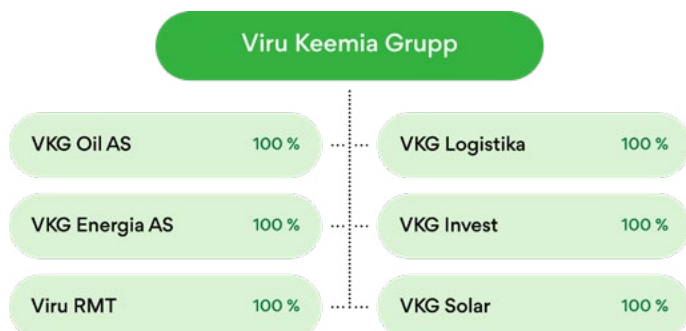 Viru Keemia Grupp
VKG Oil AS 100 %
VKG Logistika 100 %
VKG Energia AS 100 %
VKG Invest 100 %
Viru RMT 100 %
VKG Solar 100 %